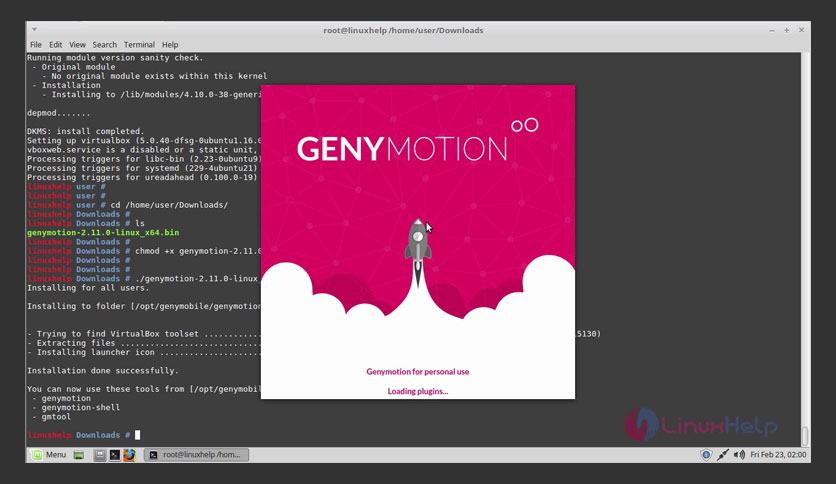 root@linuxhelp /home/user/Downloads
File Edit View Search Terminal Help
Running module version sanity check.
- Original module
- No original module exists within this kernel
- Installation
- Installing to /lib/modules/4.10.0-38-generi
depmod.......
DKMS: install completed.
Setting up virtualbox (5.0.40-dfsg-0ubuntu1.16.0
vboxweb.service is a disabled or a static unit,
Processing triggers for libc-bin (2.23-0ubuntu9)
Processing triggers for systemd (229-4ubuntu21)
Processing triggers for ureadahead (0.100.0-19)
linuxhelp user #
linuxhelp user #
linuxhelp user # cd /home/user/Downloads/
linuxhelp Downloads #
linuxhelp Downloads # ls
genymotion-2.11.0-linux_x64.bin
linuxhelp Downloads #
linuxhelp Downloads # chmod +x genymotion-2.11.0
linuxhelp Downloads #
linuxhelp Downloads #
linuxhelp Downloads # ./genymotion-2.11.0-linux_
Installing for all users.
Installing to folder [/opt/genymobile/genymotion
- Trying to find VirtualBox toolset ............ 5130)
- Extracting files .............................
- Installing launcher icon .....................
Installation done successfully.
You can now use these tools from [/opt/genymobil
- genymotion
- genymotion-shell
- gmtool
linuxhelp Downloads #
GENYMOTION
Genymotion for personal use
Loading plugins...
LinuxHelp
Menu root@linuxhelp /hom... Fri Feb 23, 02:00